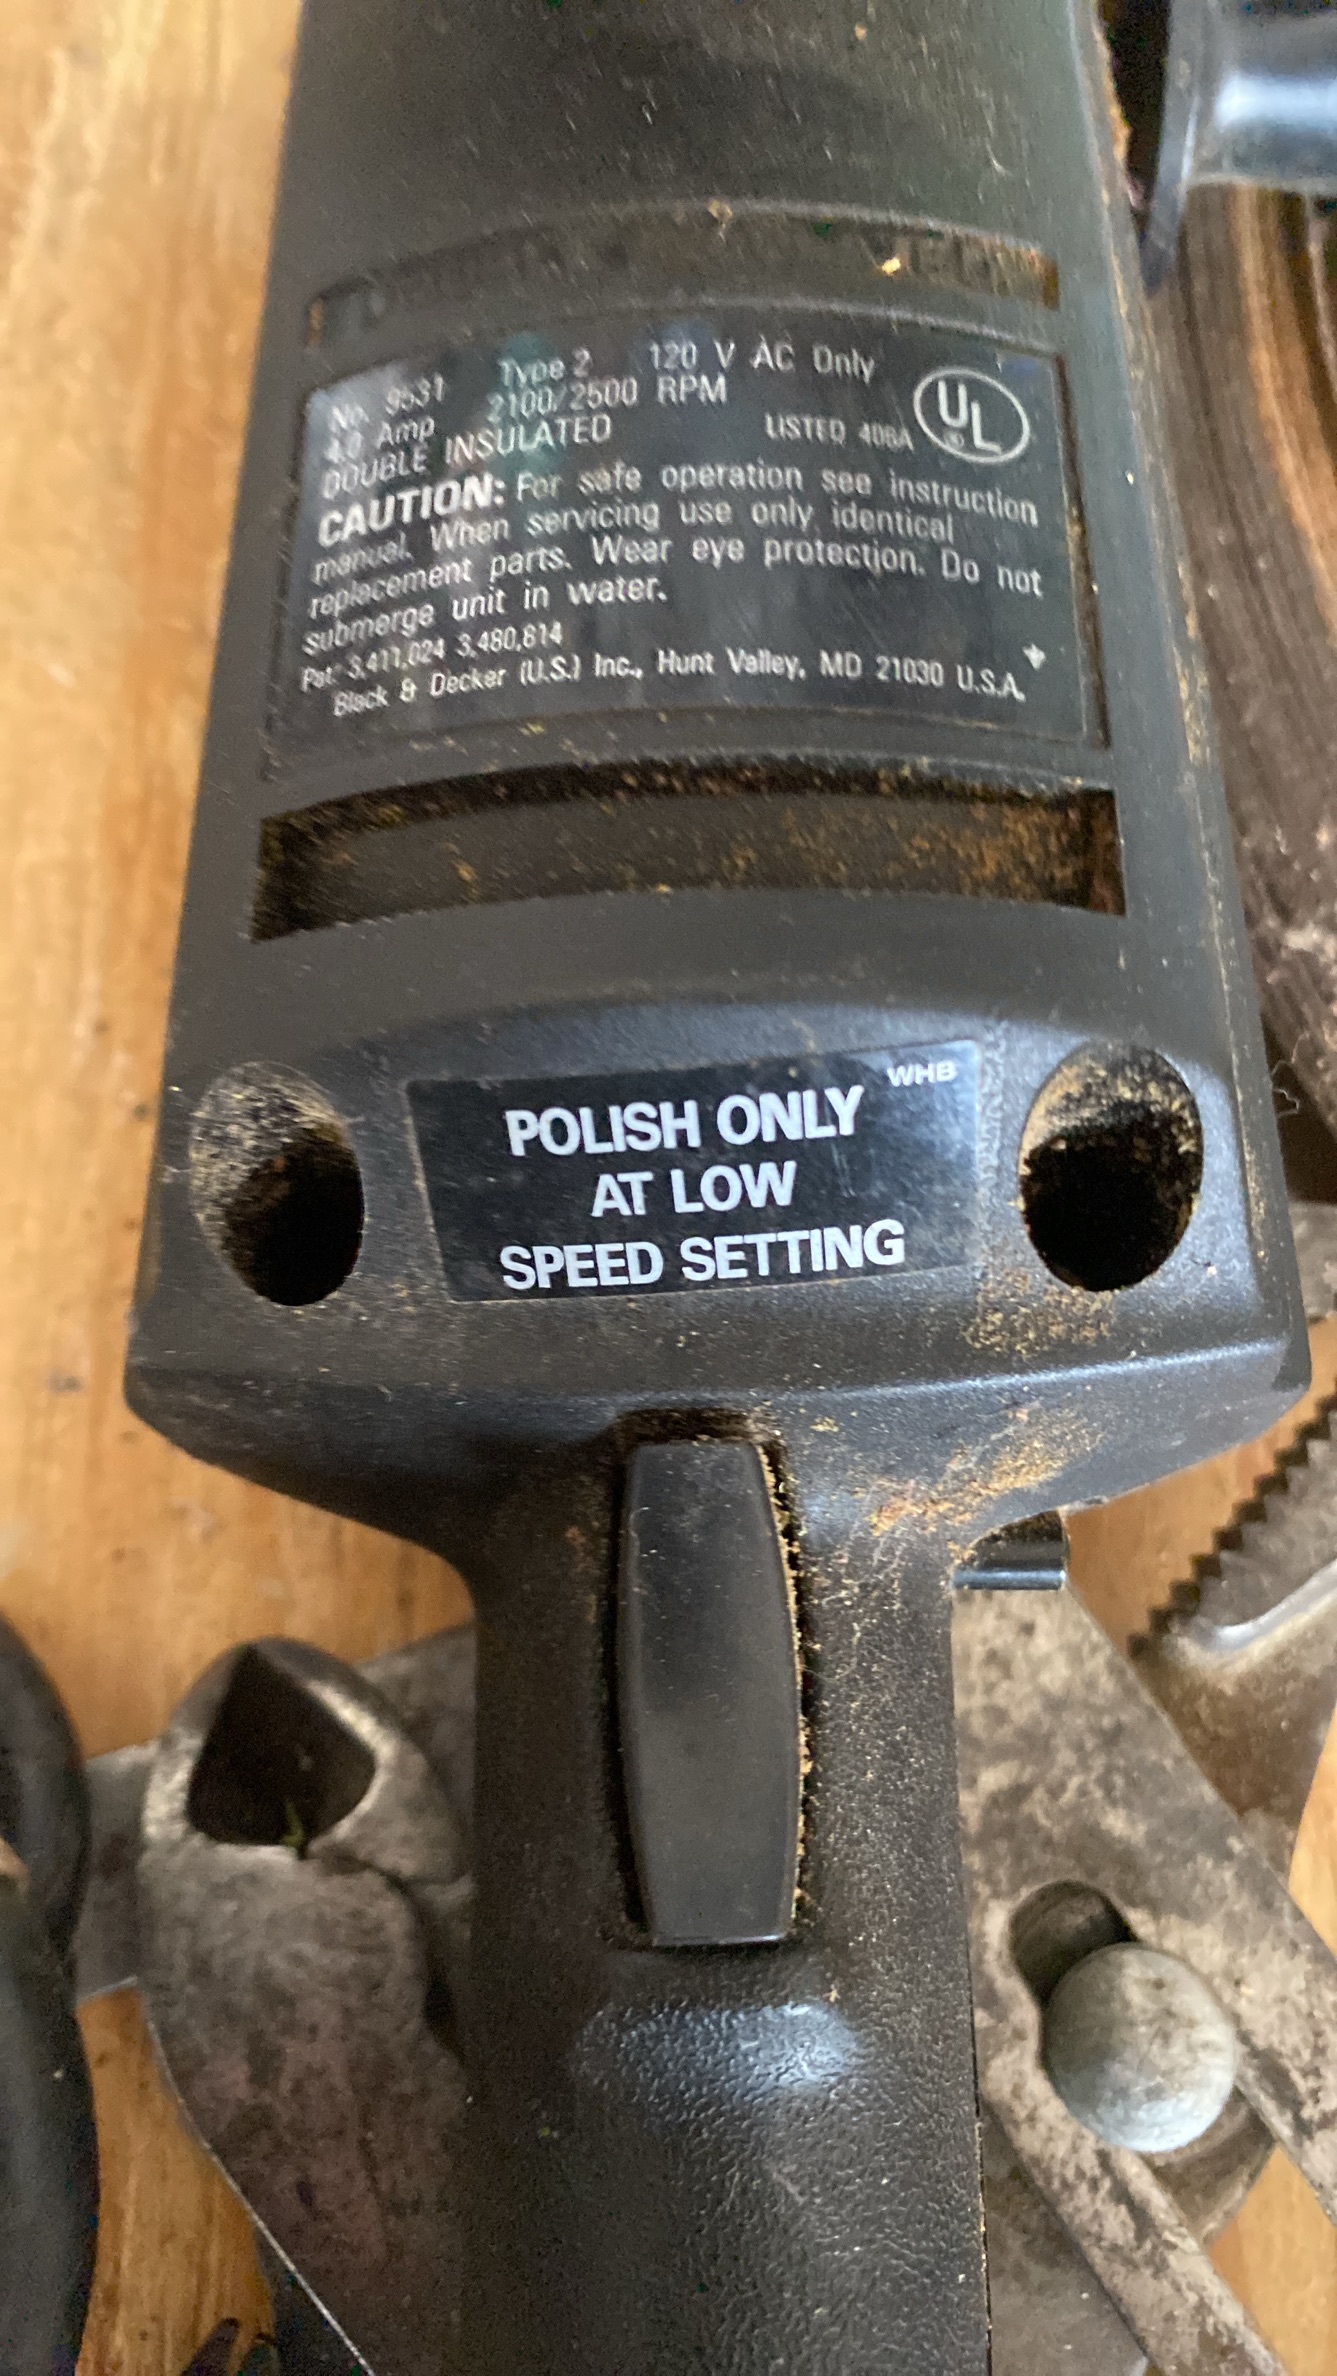 No. 9531 Type 2 120 V AC Only
4.0 Amp 2100/2500 RPM
DOUBLE INSULATED LISTED 406A UL
CAUTION: For safe operation see instruction
manual. When servicing use only identical
replacement parts. Wear eye protection. Do not
submerge unit in water.
Pat. 3,411,024 3,480,814
Black & Decker (U.S.) Inc., Hunt Valley, MD 21030 U.S.A.
WHB
POLISH ONLY
AT LOW
SPEED SETTING